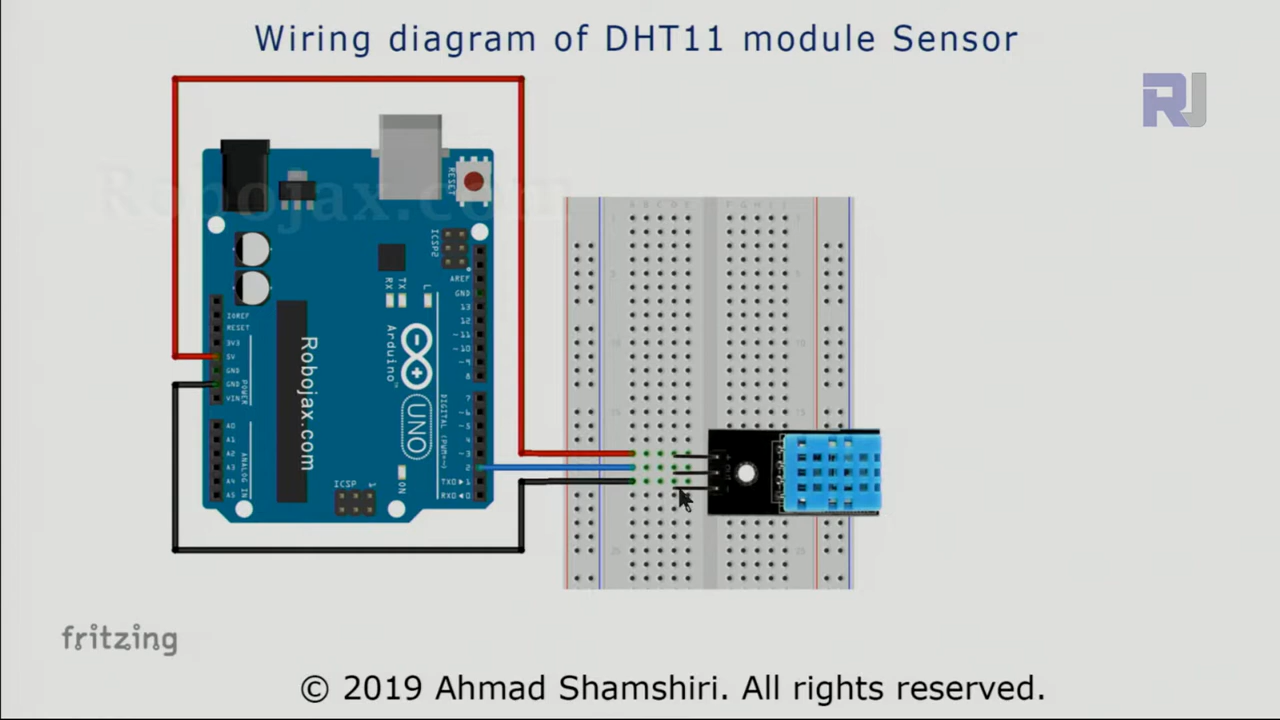 Wiring diagram of DHT11 module Sensor
RJ
Robojax.com
RESET
ICSP2
AREF
GND
13
12
~11
~10
~9
8
RX
TX
L
IOREF
RESET
3V3
5V
GND
GND
VIN
POWER
Robojax.com
Arduino™
UNO
DIGITAL (PWM~)
7
~6
~5
4
~3
2
TXO ▸ 1
RXO ◂ 0
A0
A1
A2
A3
A4
A5
ANALOG IN
ICSP
ON
fritzing
© 2019 Ahmad Shamshiri. All rights reserved.